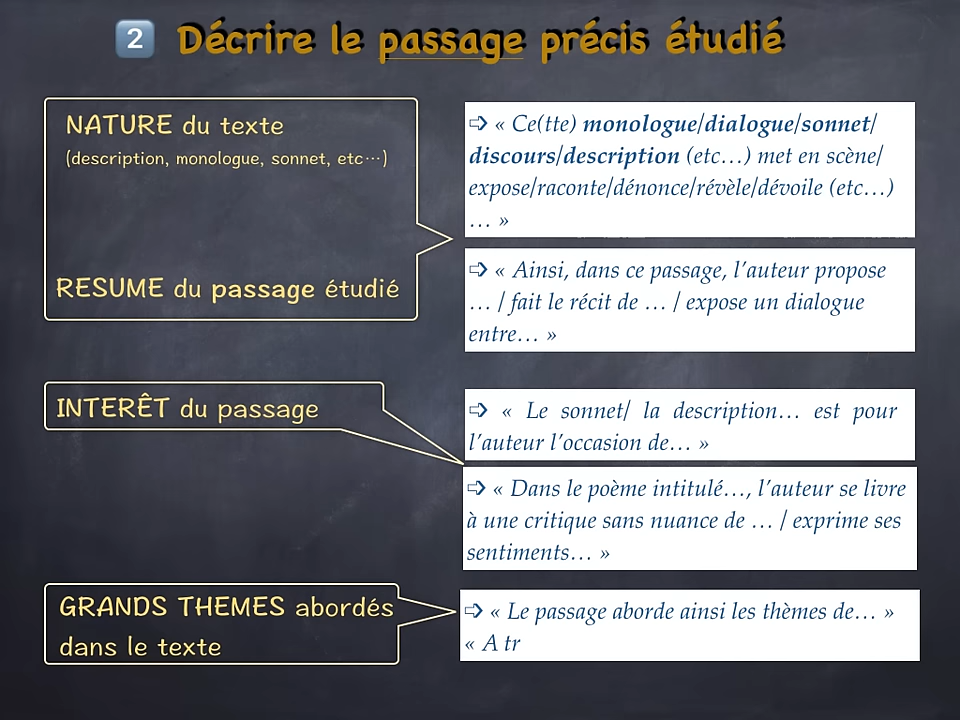 2 Décrire le passage précis étudié
NATURE du texte
(description, monologue, sonnet, etc…)
RESUME du passage étudié
➩ « Ce(tte) monologue/dialogue/sonnet/
discours/description (etc…) met en scène/
expose/raconte/dénonce/révèle/dévoile (etc…)
… »
➩ « Ainsi, dans ce passage, l’auteur propose
… / fait le récit de … / expose un dialogue
entre… »
INTERÊT du passage
➩ « Le sonnet/ la description… est pour
l’auteur l’occasion de… »
➩ « Dans le poème intitulé…, l’auteur se livre
à une critique sans nuance de … / exprime ses
sentiments… »
GRANDS THEMES abordés
dans le texte
➩ « Le passage aborde ainsi les thèmes de… »
« A tr